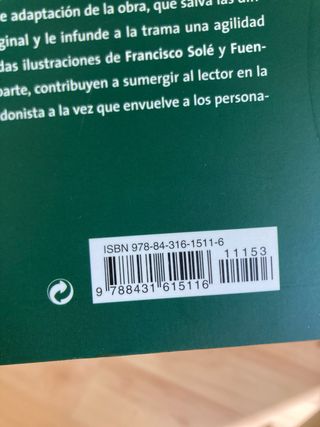 e adaptación de la obra, que salva las
ginal y le infunde a la trama una agilidad
das ilustraciones de Francisco Solé y Fuen-
parte, contribuyen a sumergir al lector en la
donista a la vez que envuelve a los persona-
ISBN 978-84-316-1511-6
11153
9 788431 615116